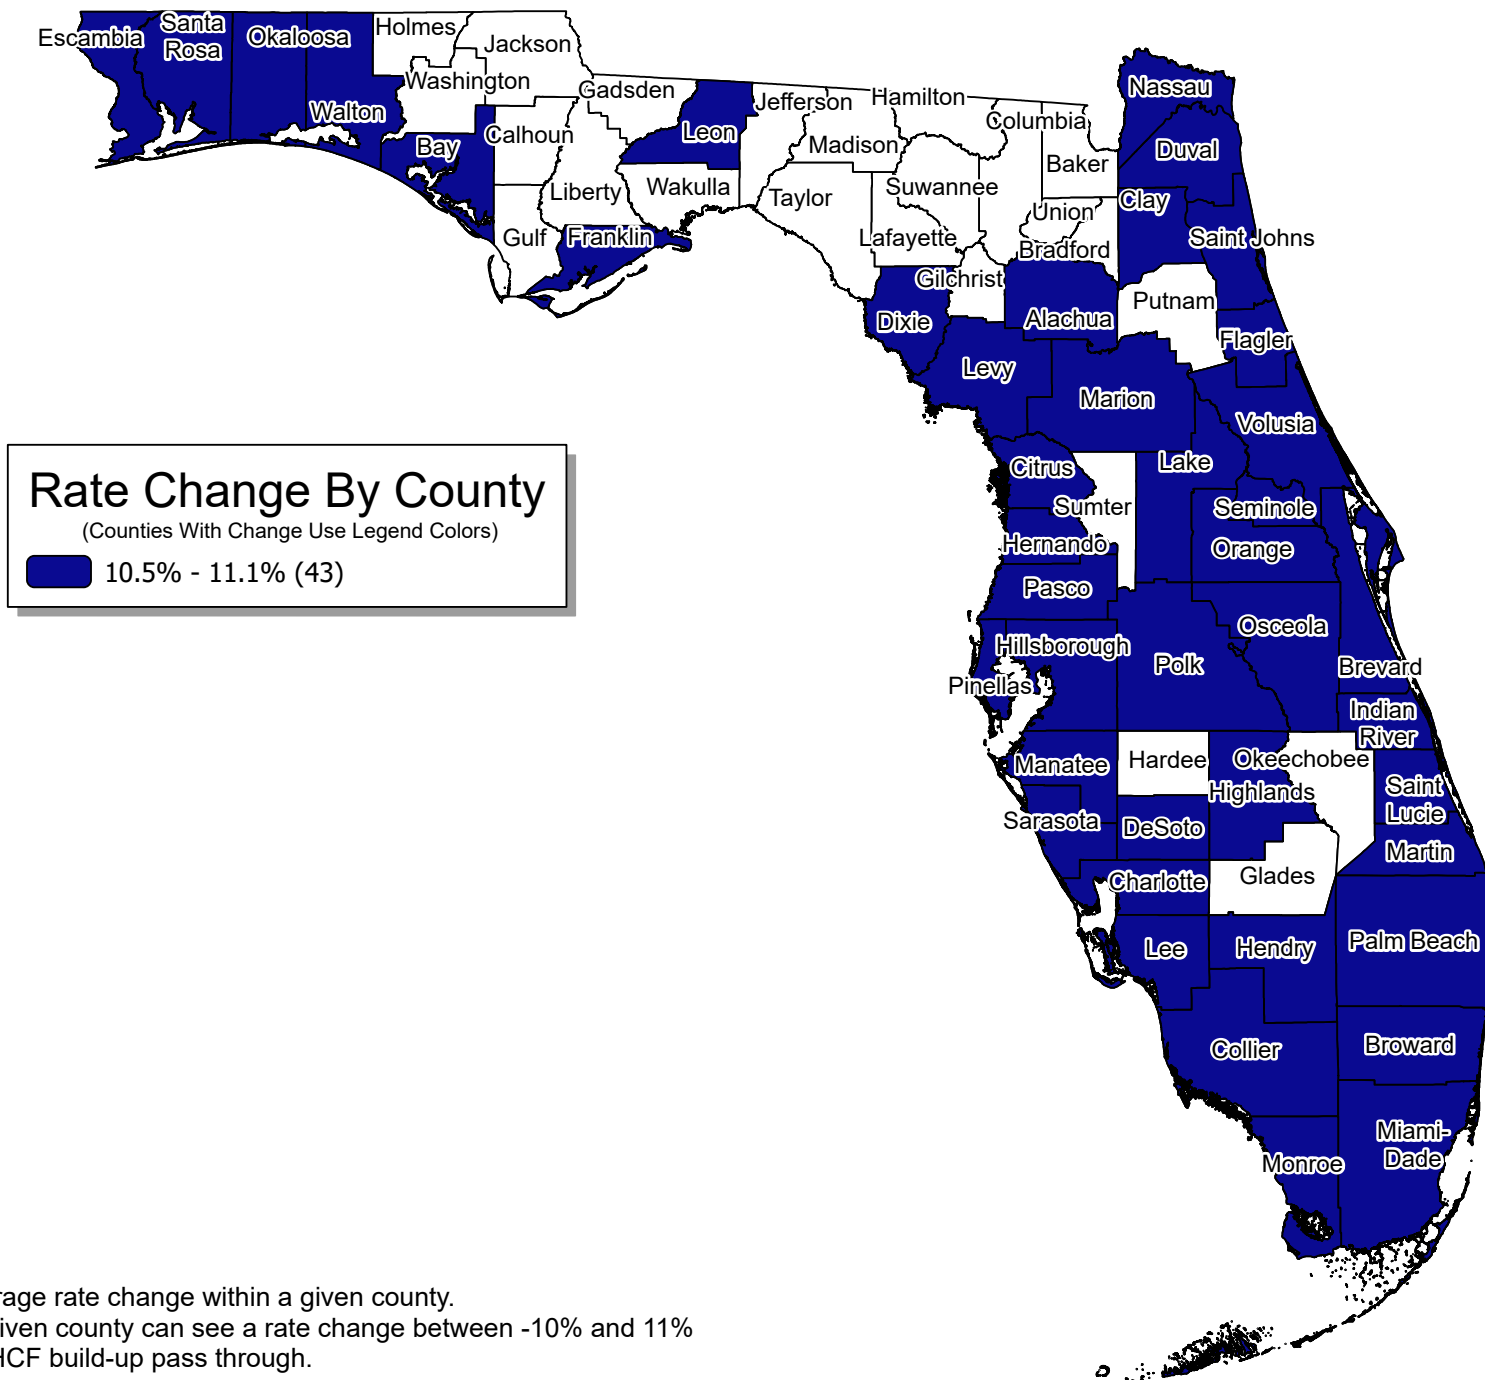 Escambia
Santa
Rosa
Okaloosa
Holmes
Jackson
Washington
Walton
Bay
Calhoun
Gadsden
Leon
Jefferson
Hamilton
Madison
Columbia
Baker
Nassau
Duval
Liberty
Wakulla
Taylor
Suwannee
Union
Clay
Gulf
Franklin
Lafayette
Bradford
Saint Johns
Gilchrist
Putnam
Dixie
Alachua
Flagler
Levy
Marion
Volusia
Citrus
Lake
Sumter
Seminole
Hernando
Orange
Pasco
Osceola
Hillsborough
Polk
Brevard
Pinellas
Indian
River
Manatee
Hardee
Okeechobee
Highlands
Saint
Lucie
Sarasota
DeSoto
Martin
Charlotte
Glades
Lee
Hendry
Palm Beach
Collier
Broward
Miami-
Dade
Monroe
Rate Change By County
(Counties With Change Use Legend Colors)
10.5% - 11.1% (43)
rage rate change within a given county.
iven county can see a rate change between -10% and 11%
HCF build-up pass through.